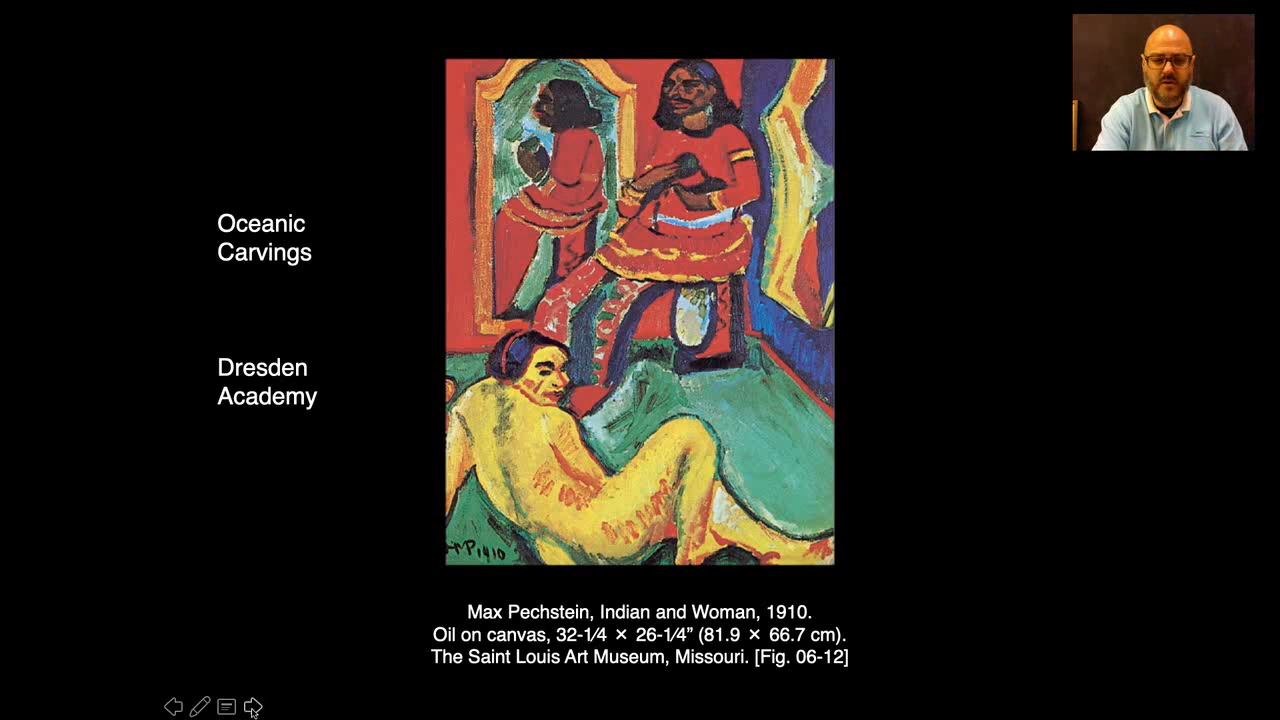 Oceanic
Carvings
Dresden
Academy
HMP1910
Max Pechstein, Indian and Woman, 1910.
Oil on canvas, 32-1⁄4 × 26-1⁄4” (81.9 × 66.7 cm).
The Saint Louis Art Museum, Missouri. [Fig. 06-12]